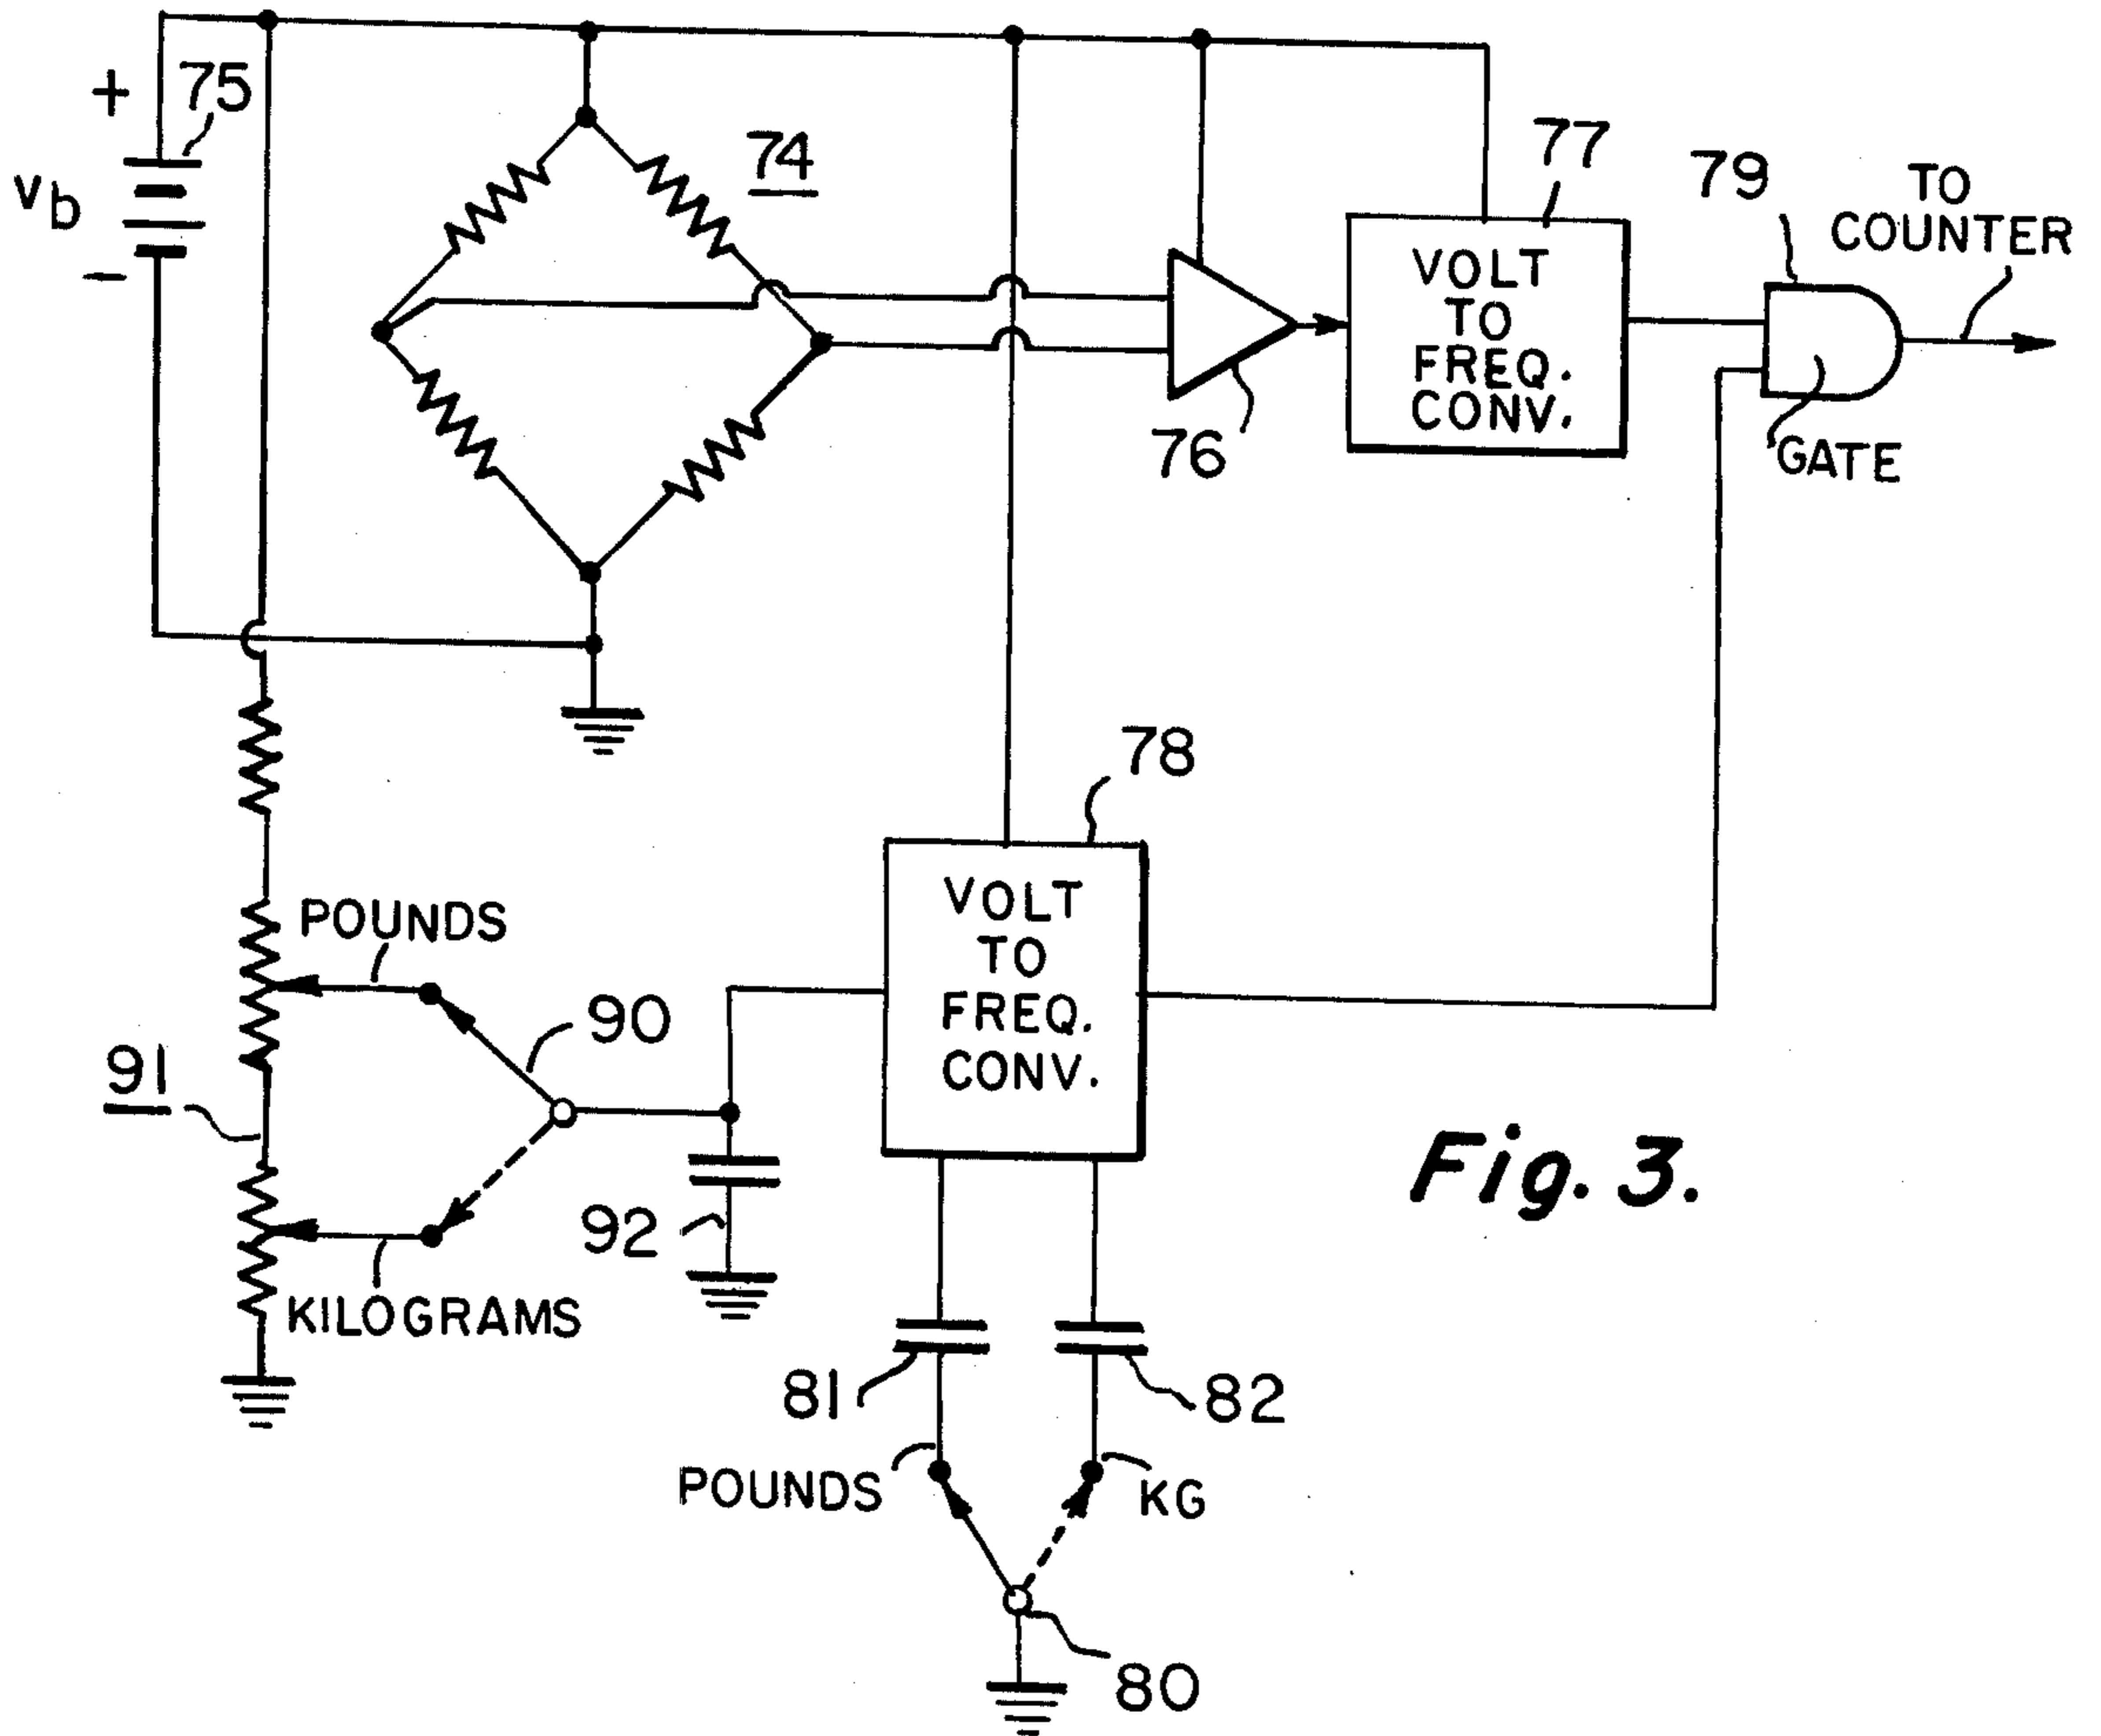 +
75
Vb
−
74
77
VOLT
TO
FREQ.
CONV.
79
TO
COUNTER
76
GATE
78
VOLT
TO
FREQ.
CONV.
POUNDS
90
91
92
KILOGRAMS
81
82
POUNDS
KG
80
Fig. 3.